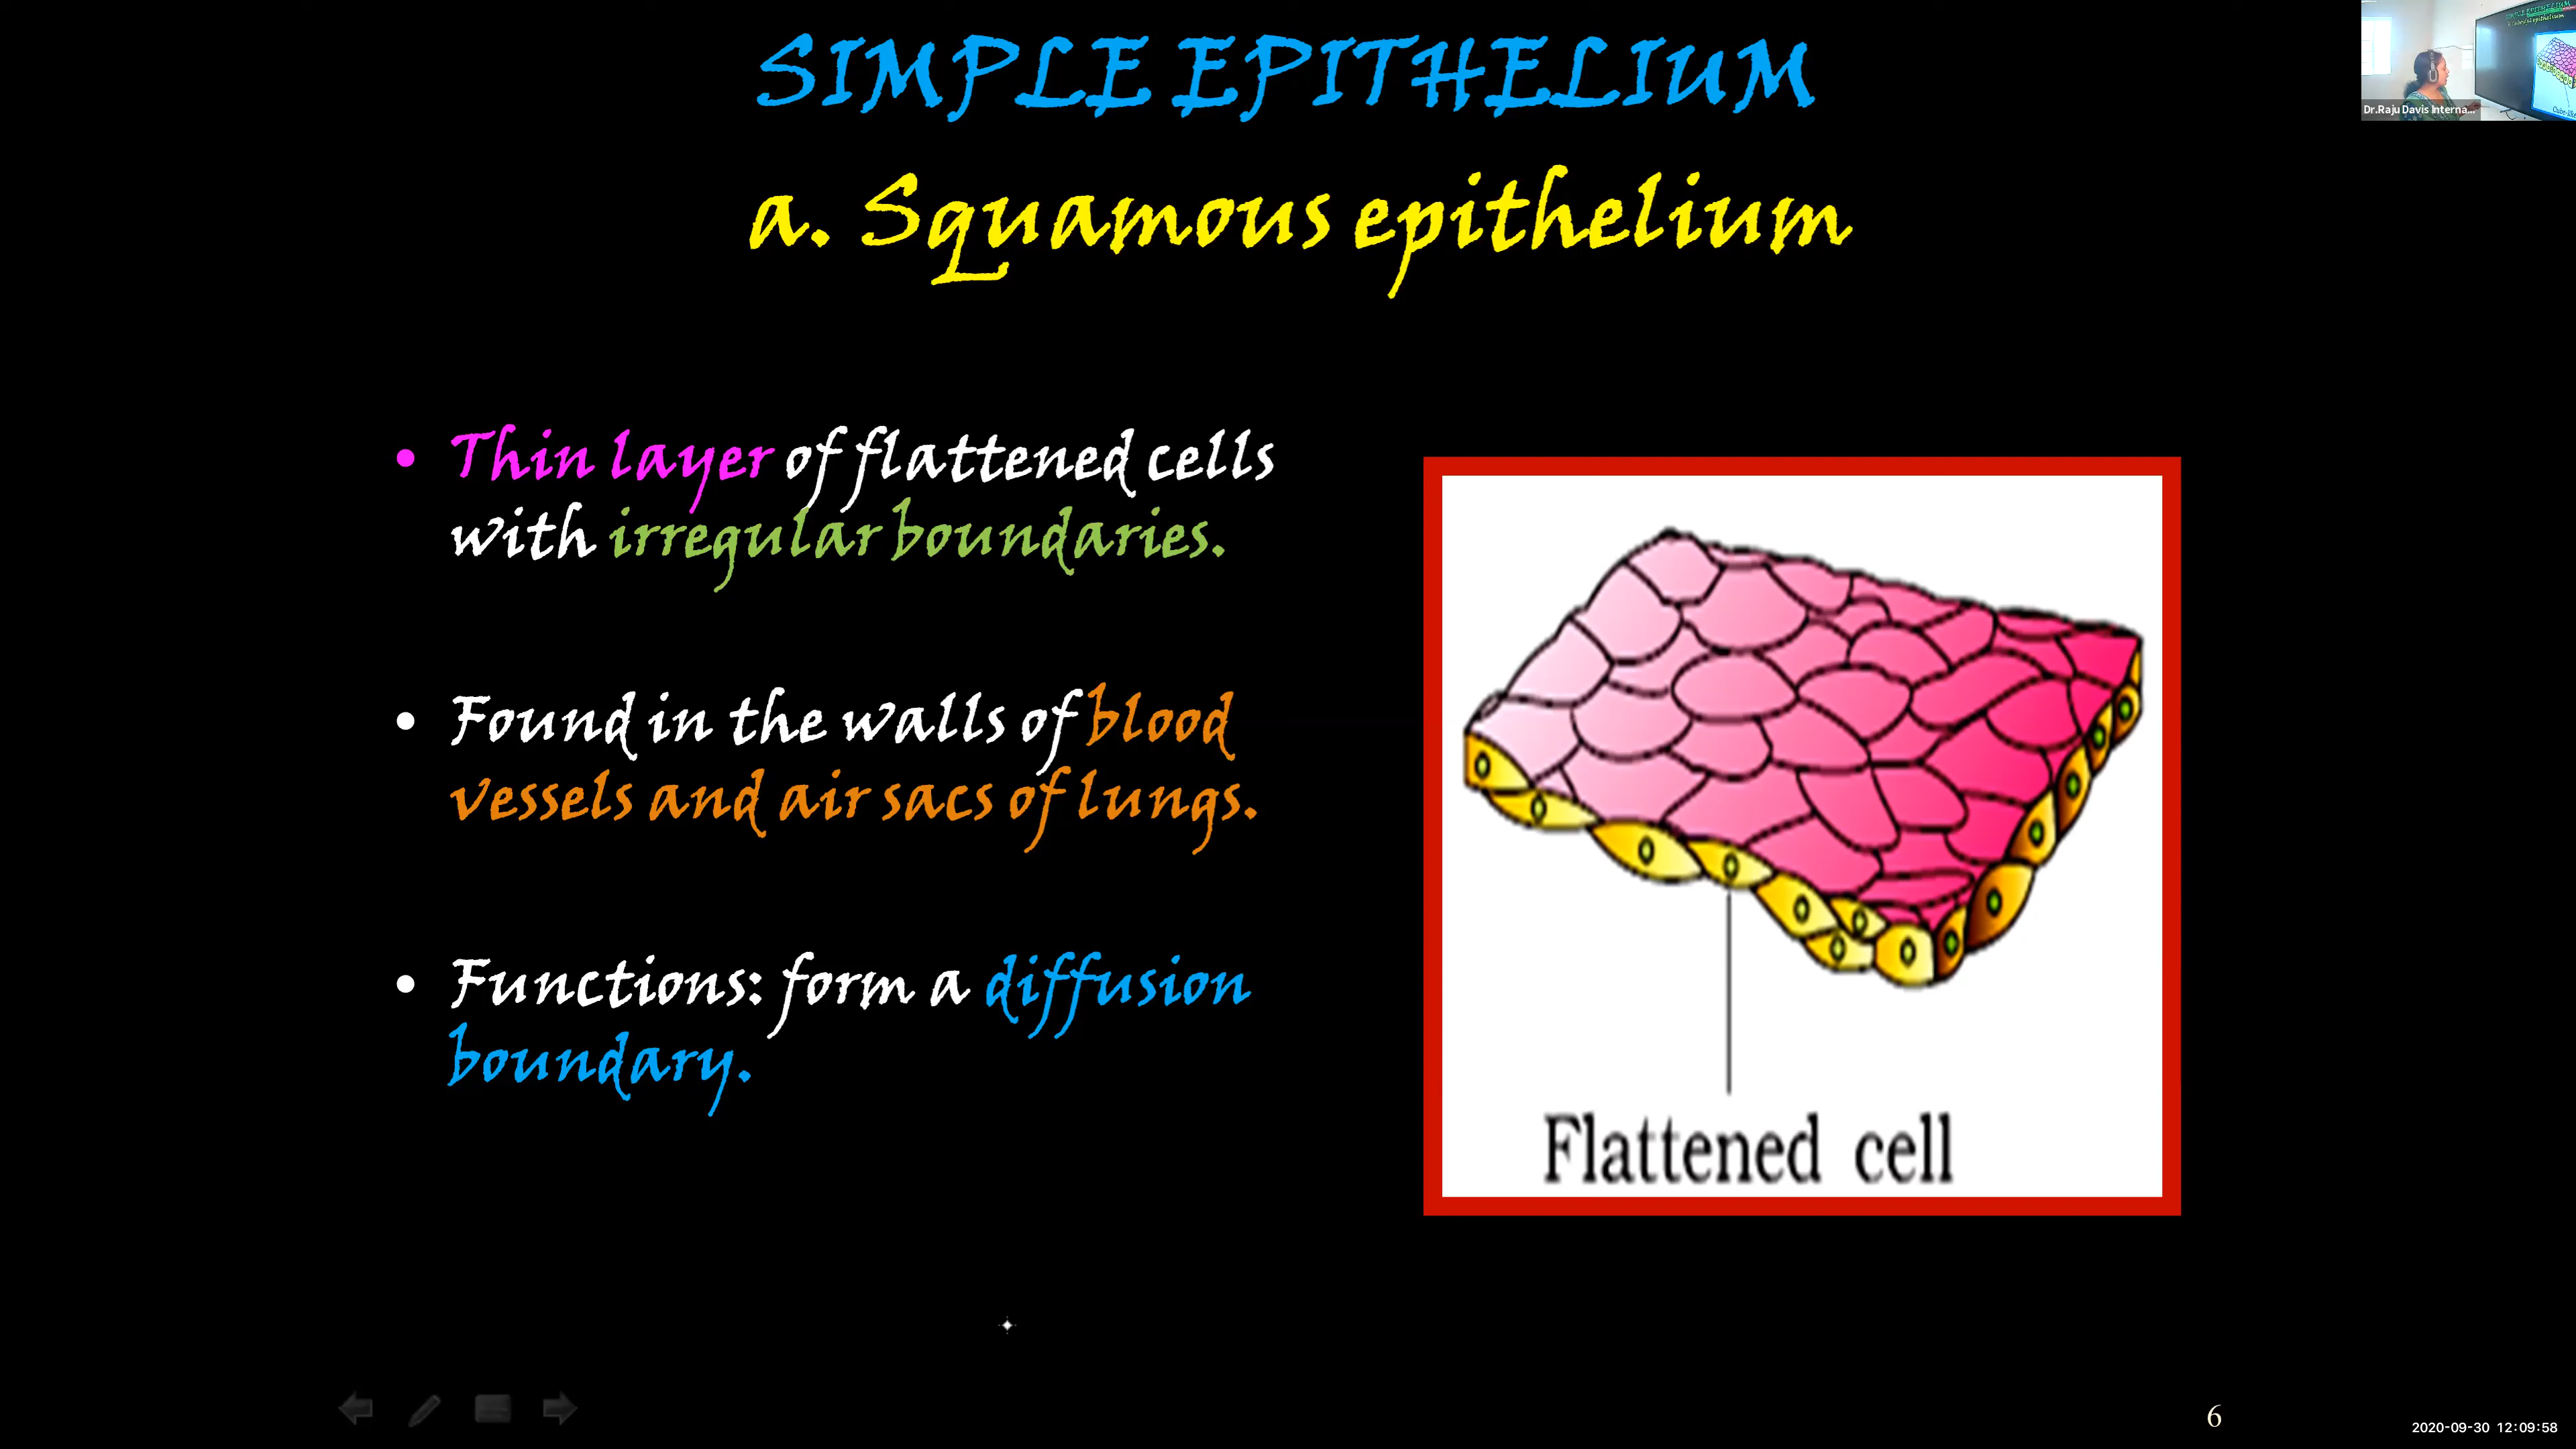 SIMPLE EPITHELIUM
a. Squamous epithelium
• Thin layer of flattened cells
with irregular boundaries.
• Found in the walls of blood
vessels and air sacs of lungs.
• Functions: form a diffusion
boundary.
Flattened cell
Dr.Raju Davis Interna...
6
2020-09-30 12:09:58